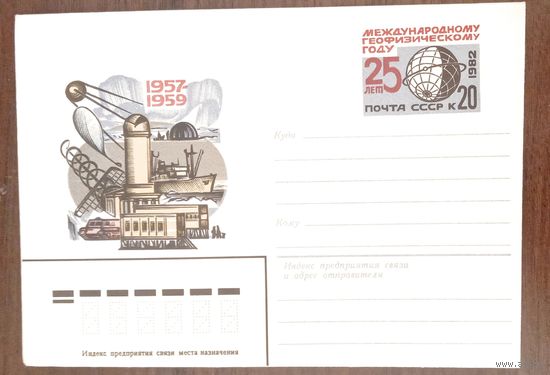 МЕЖДУНАРОДНОМУ
ГЕОФИЗИЧЕСКОМУ
ГОДУ
25
ЛЕТ
1982
ПОЧТА СССР К 20
1957-
1959
Куда
Кому
Индекс предприятия связи
и адрес отправителя
Индекс предприятия связи места назначения